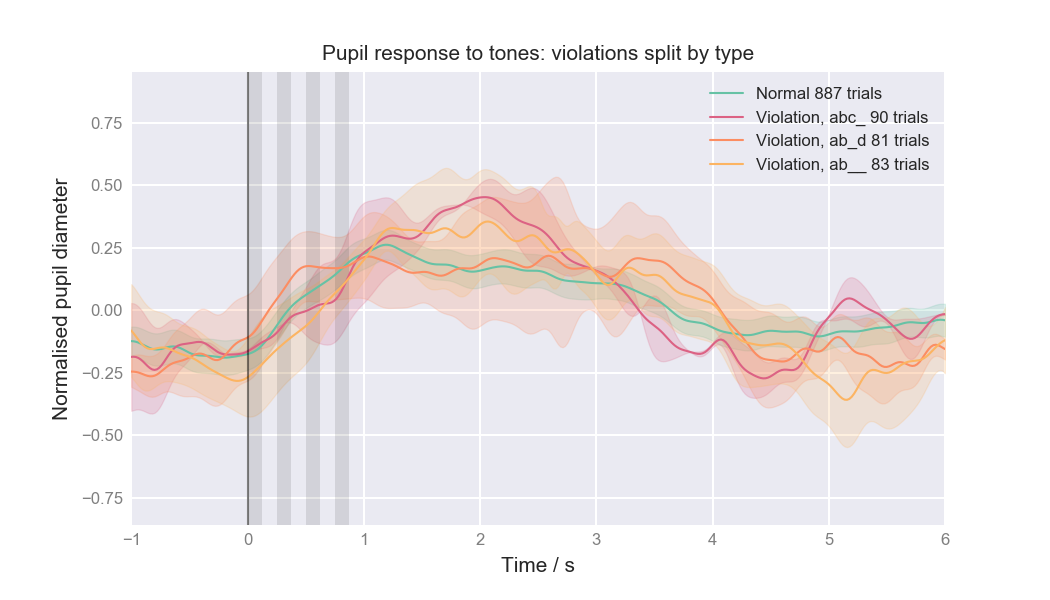 Pupil response to tones: violations split by type
Normal 887 trials
Violation, abc_ 90 trials
Violation, ab_d 81 trials
Violation, ab__ 83 trials
Normalised pupil diameter
0.75
0.50
0.25
0.00
−0.25
−0.50
−0.75
−1 0 1 2 3 4 5 6
Time / s